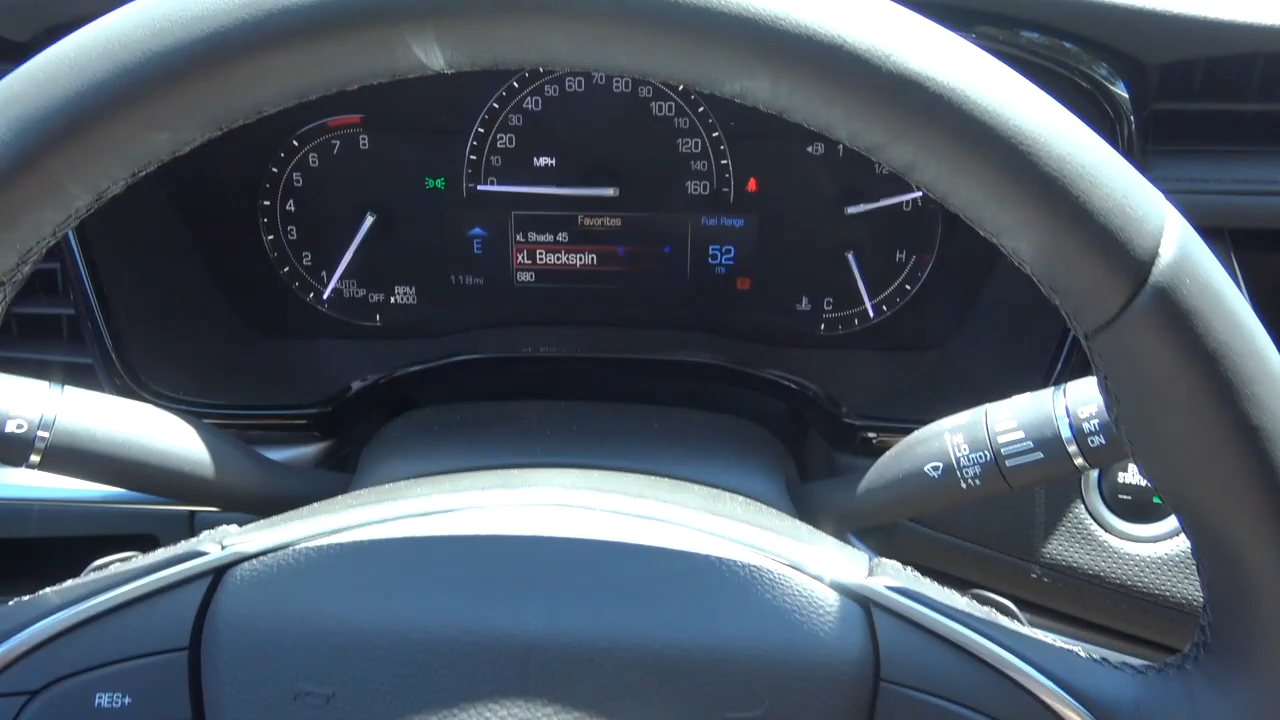 8
7
6
5
4
3
2
1
AUTO
STOP
OFF
RPM
x1000
0
10
20
30
40
50
60
70
80
90
100
110
120
140
160
MPH
E
118 mi
Favorites
xL Shade 45
xL Backspin
680
Fuel Range
52
mi
1
1/2
0
H
C
HI
LO
AUTO
OFF
1x
OFF
INT
ON
START
RES+